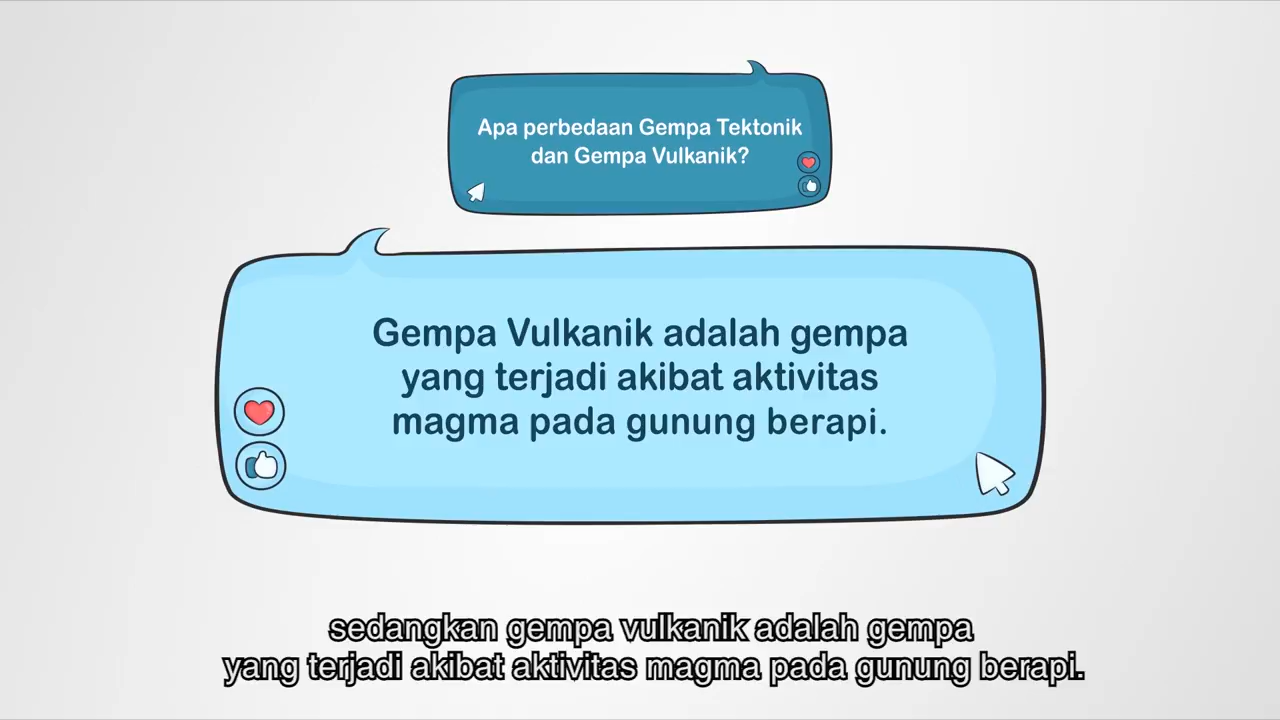 Apa perbedaan Gempa Tektonik
dan Gempa Vulkanik?
Gempa Vulkanik adalah gempa
yang terjadi akibat aktivitas
magma pada gunung berapi.
sedangkan gempa vulkanik adalah gempa
yang terjadi akibat aktivitas magma pada gunung berapi.